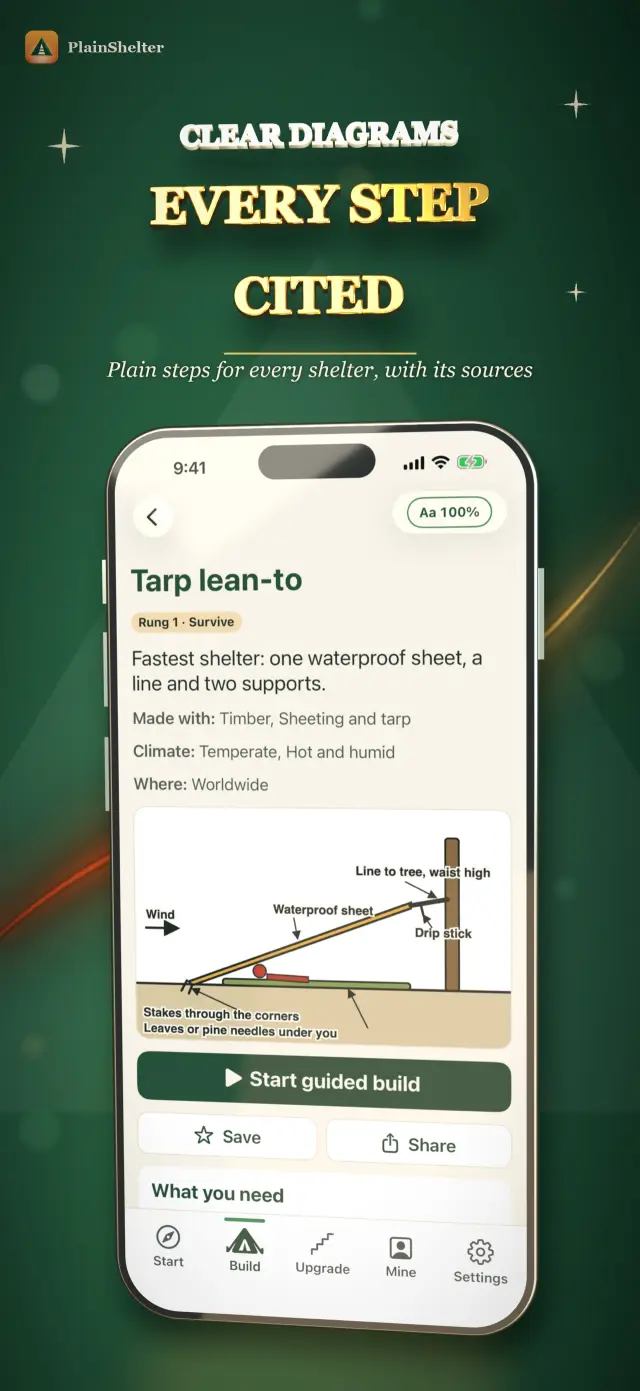 PlainShelter
CLEAR DIAGRAMS
EVERY STEP
CITED
Plain steps for every shelter, with its sources
9:41
Aa 100%
Tarp lean-to
Rung 1 · Survive
Fastest shelter: one waterproof sheet, a
line and two supports.
Made with: Timber, Sheeting and tarp
Climate: Temperate, Hot and humid
Where: Worldwide
Line to tree, waist high
Waterproof sheet
Wind
Drip stick
Stakes through the corners
Leaves or pine needles under you
Start guided build
Save
Share
What you need
Start
Build
Upgrade
Mine
Settings